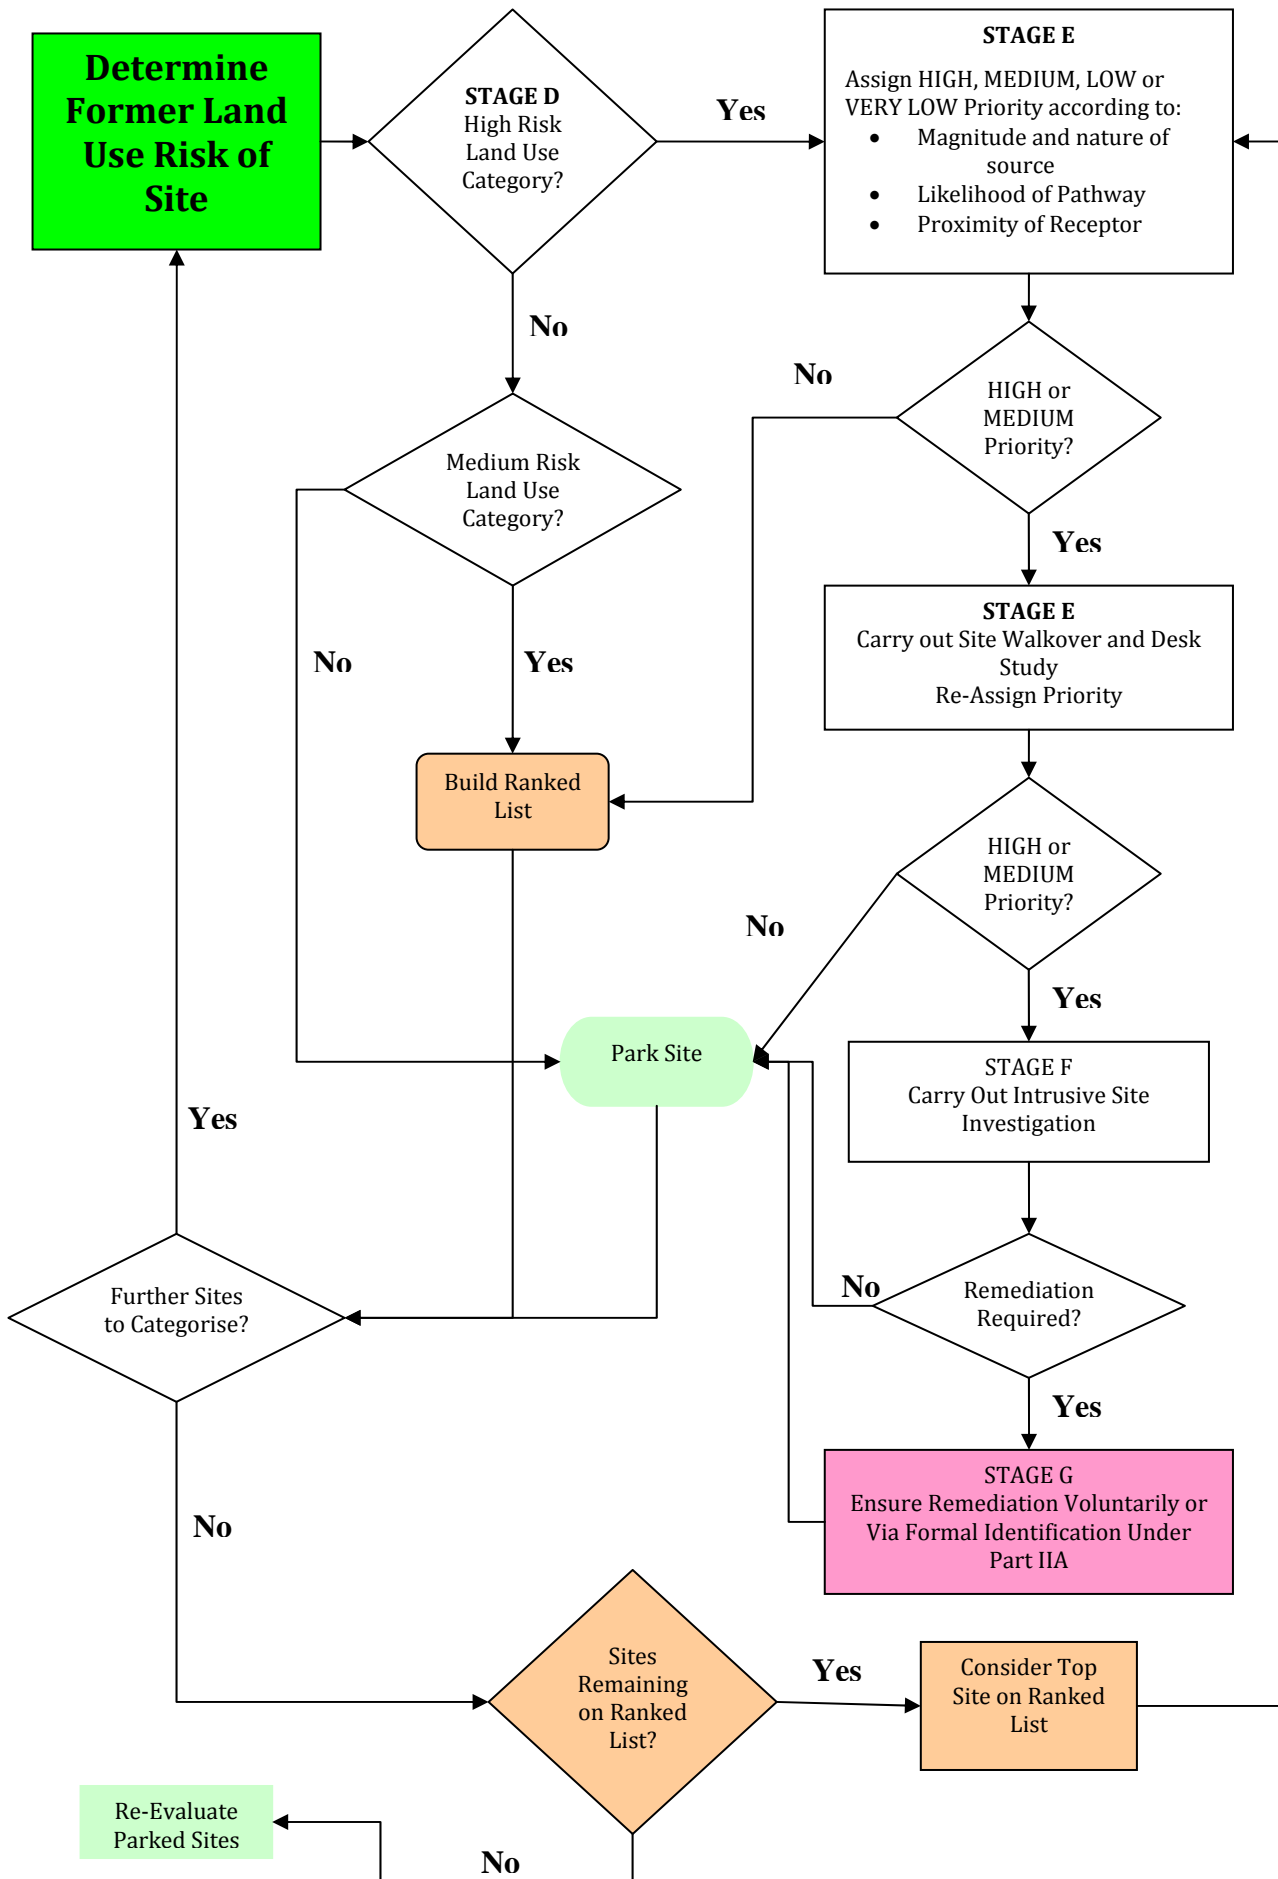 Determine
Former Land
Use Risk of
Site
STAGE D
High Risk
Land Use
Category?
Yes
STAGE E
Assign HIGH, MEDIUM, LOW or
VERY LOW Priority according to:
• Magnitude and nature of
source
• Likelihood of Pathway
• Proximity of Receptor
No
No
HIGH or
MEDIUM
Priority?
Medium Risk
Land Use
Category?
Yes
STAGE E
Carry out Site Walkover and Desk
Study
Re-Assign Priority
No
Yes
Build Ranked
List
HIGH or
MEDIUM
Priority?
No
Yes
Park Site
STAGE F
Carry Out Intrusive Site
Investigation
Yes
Further Sites
to Categorise?
No
Remediation
Required?
Yes
STAGE G
Ensure Remediation Voluntarily or
Via Formal Identification Under
Part IIA
No
Sites
Remaining
on Ranked
List?
Yes
Consider Top
Site on Ranked
List
Re-Evaluate
Parked Sites
No